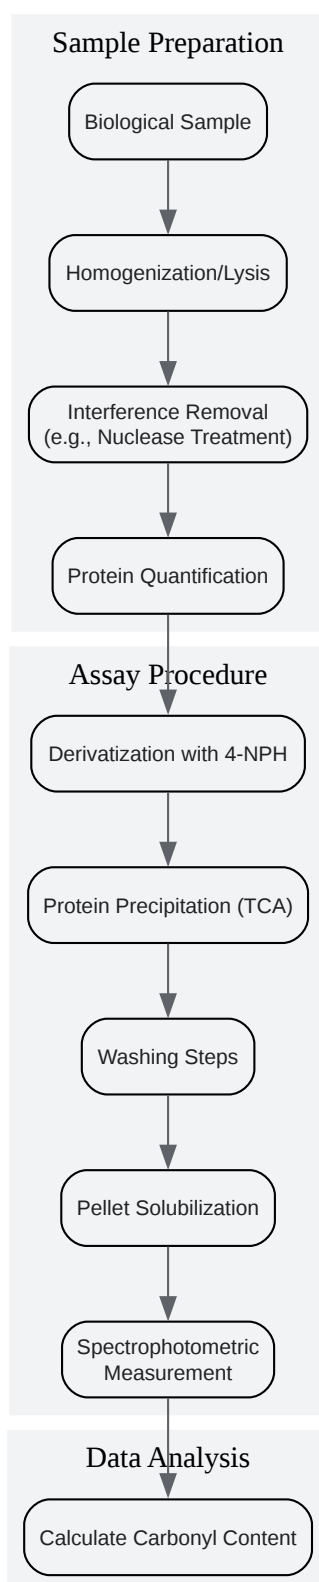 Sample Preparation
Biological Sample
Homogenization/Lysis
Interference Removal
(e.g., Nuclease Treatment)
Protein Quantification
Assay Procedure
Derivatization with 4-NPH
Protein Precipitation (TCA)
Washing Steps
Pellet Solubilization
Spectrophotometric
Measurement
Data Analysis
Calculate Carbonyl Content